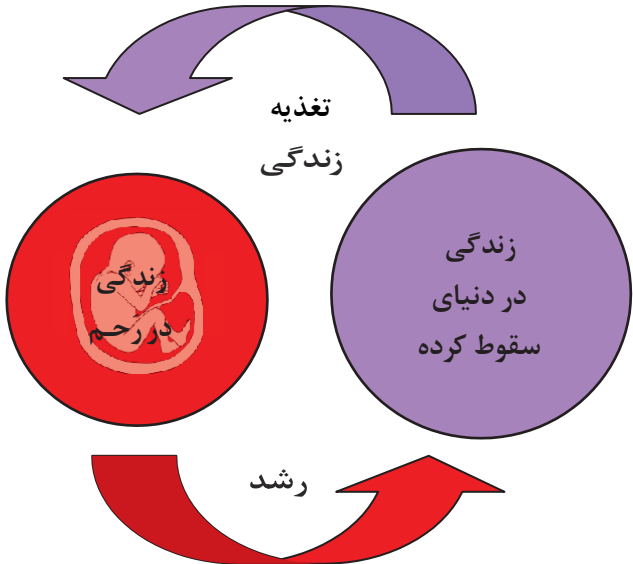 تغذیه
زندگی
زندگی
در دنیای
سقوط کرده
زندگی
در رحم
رشد